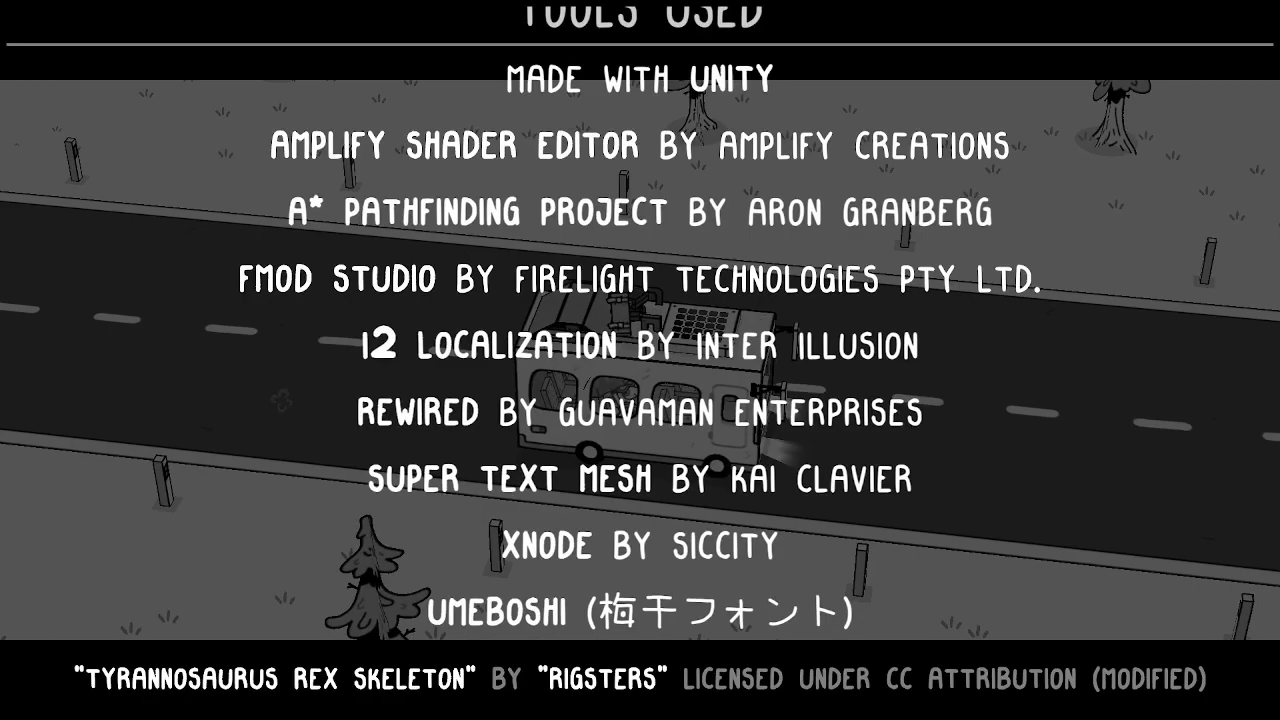 TOOLS USED
MADE WITH UNITY
AMPLIFY SHADER EDITOR BY AMPLIFY CREATIONS
A* PATHFINDING PROJECT BY ARON GRANBERG
FMOD STUDIO BY FIRELIGHT TECHNOLOGIES PTY LTD.
I2 LOCALIZATION BY INTER ILLUSION
REWIRED BY GUAVAMAN ENTERPRISES
SUPER TEXT MESH BY KAI CLAVIER
XNODE BY SICCITY
UMEBOSHI (梅干フォント)
"TYRANNOSAURUS REX SKELETON" BY "RIGSTERS" LICENSED UNDER CC ATTRIBUTION (MODIFIED)